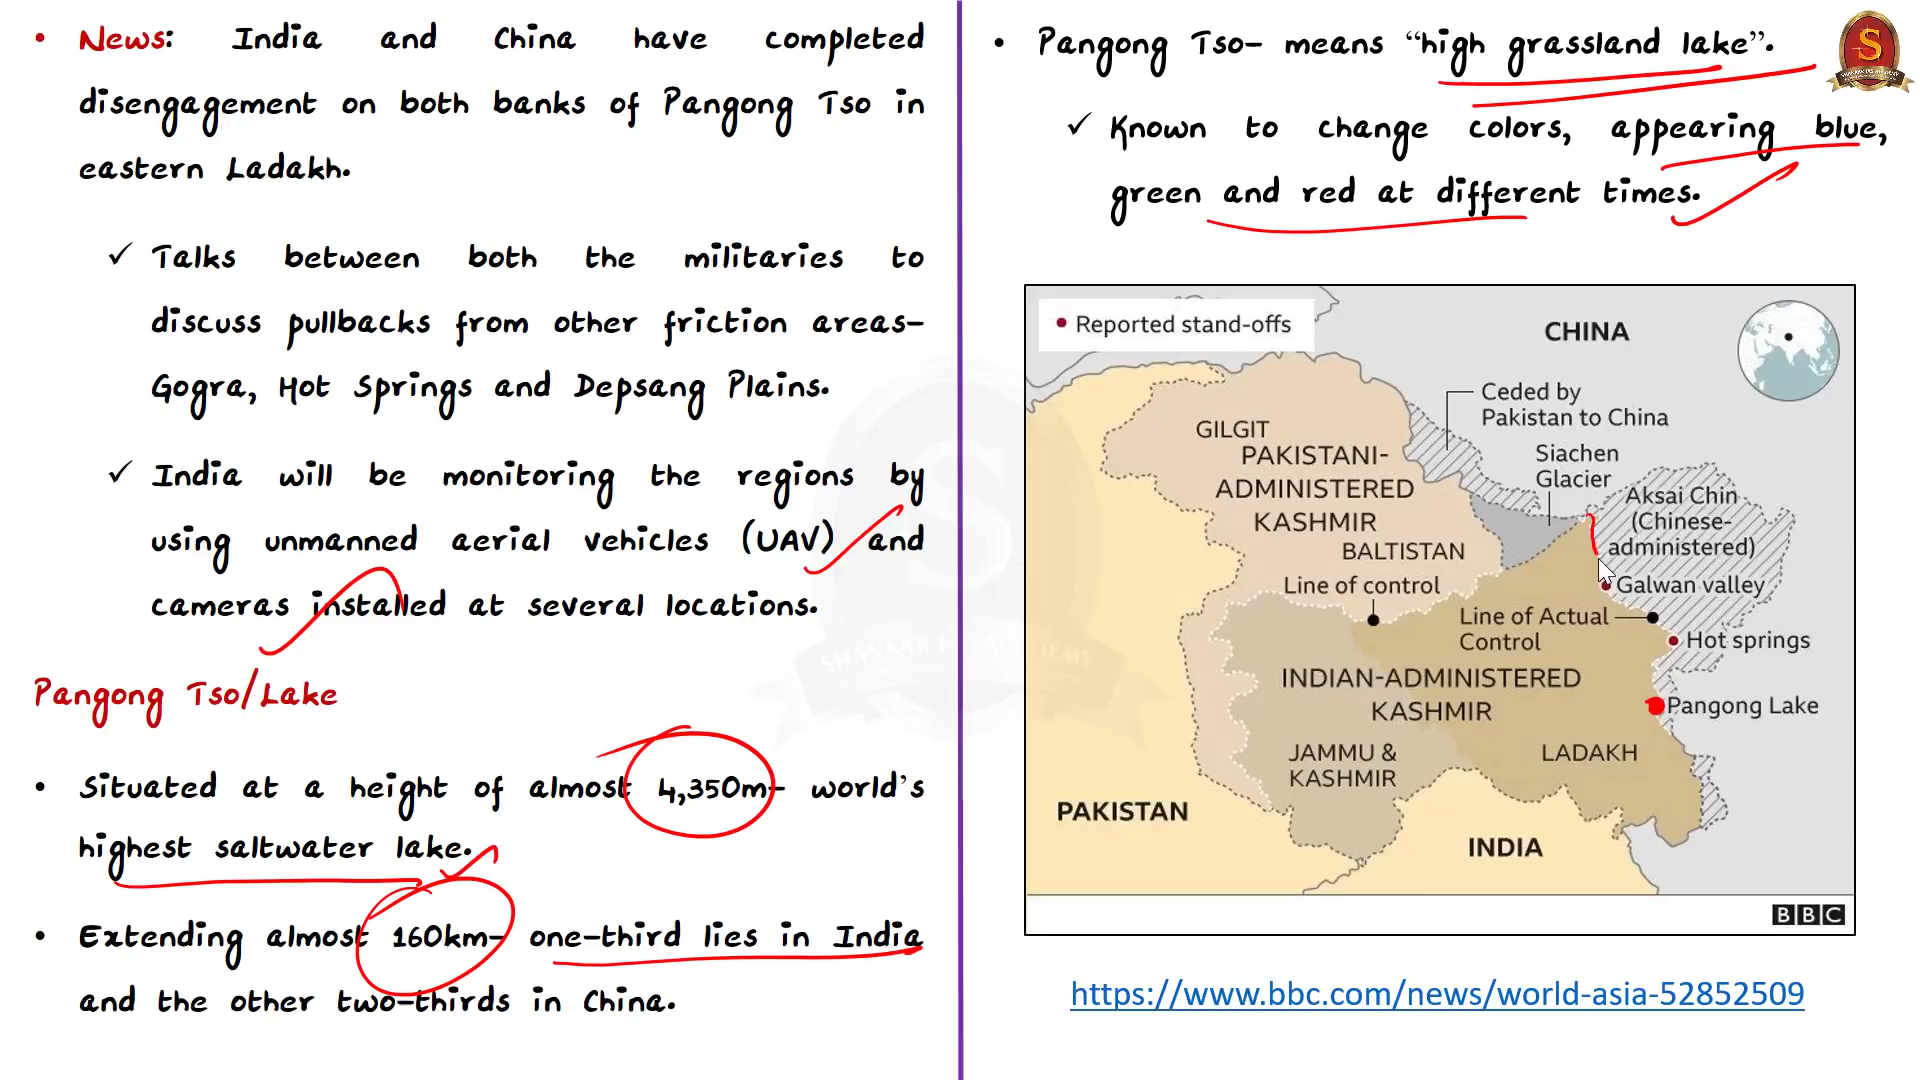 • News: India and China have completed
disengagement on both banks of Pangong Tso in
eastern Ladakh.
✓ Talks between both the militaries to
discuss pullbacks from other friction areas-
Gogra, Hot Springs and Depsang Plains.
✓ India will be monitoring the regions by
using unmanned aerial vehicles (UAV) and
cameras installed at several locations.
Pangong Tso/Lake
• Situated at a height of almost 4,350m- world's
highest saltwater lake.
• Extending almost 160km- one-third lies in India
and the other two-thirds in China.
• Pangong Tso- means “high grassland lake”.
✓ Known to change colors, appearing blue,
green and red at different times.
S
SHANKAR IAS ACADEMY
Reported stand-offs
CHINA
Ceded by
Pakistan to China
Siachen
Glacier
GILGIT
PAKISTANI-
ADMINISTERED
KASHMIR
BALTISTAN
Aksai Chin
(Chinese-
administered)
Line of control
Galwan valley
Line of Actual
Control
Hot springs
INDIAN-ADMINISTERED
KASHMIR
Pangong Lake
JAMMU &
KASHMIR
LADAKH
PAKISTAN
INDIA
BBC
https://www.bbc.com/news/world-asia-52852509
S
SHANKAR IAS ACADEMY